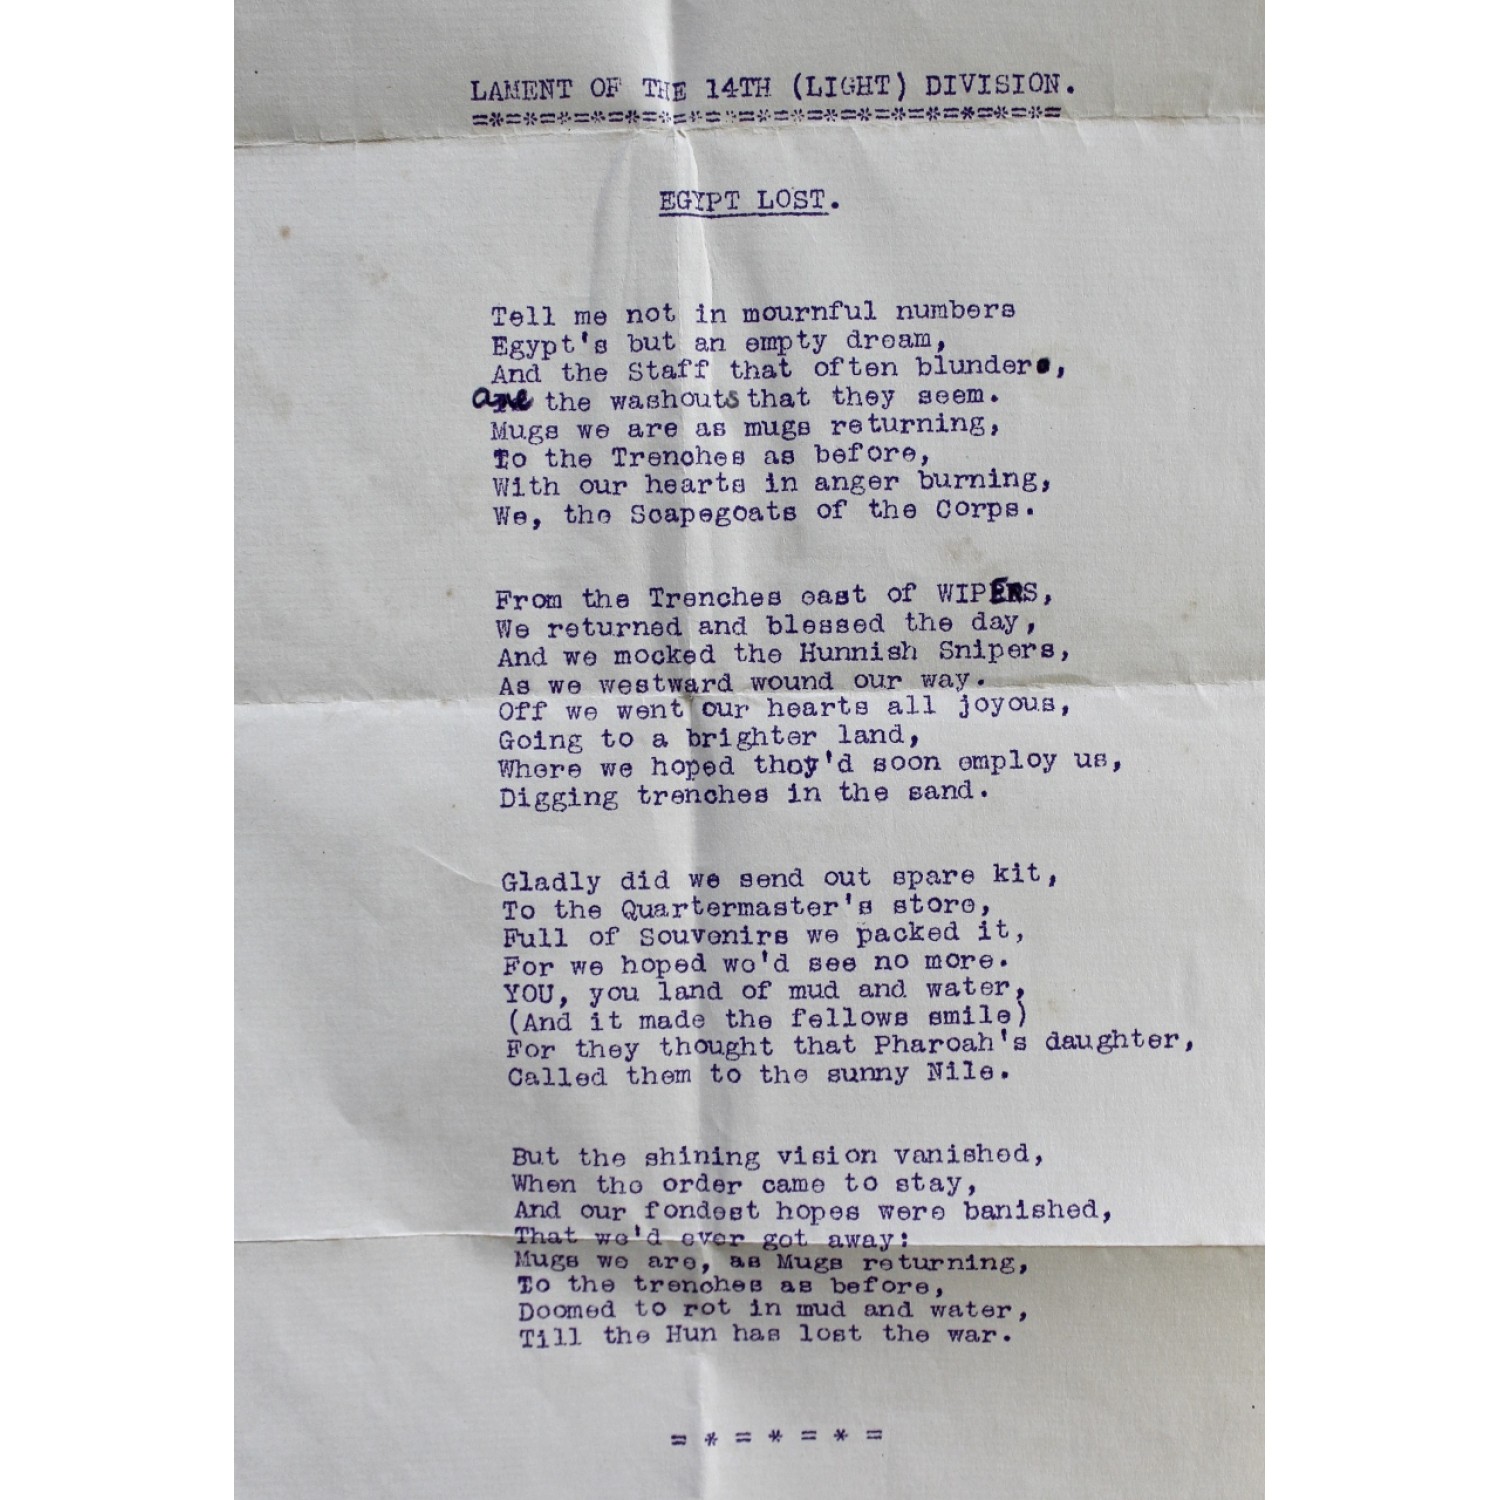 LAMENT OF THE 14TH (LIGHT) DIVISION.
=*=*=*=*=*=*=*=*=*=*=*=*=*=*=*=*=*=
EGYPT LOST.
Tell me not in mournful numbers
Egypt's but an empty dream,
And the Staff that often blunder,
are the washouts that they seem.
Mugs we are as mugs returning,
To the Trenches as before,
With our hearts in anger burning,
We, the Scapegoats of the Corps.
From the Trenches east of WIPERS,
We returned and blessed the day,
And we mocked the Hunnish Snipers,
As we westward wound our way.
Off we went our hearts all joyous,
Going to a brighter land,
Where we hoped they'd soon employ us,
Digging trenches in the sand.
Gladly did we send out spare kit,
To the Quartermaster's store,
Full of Souvenirs we packed it,
For we hoped we'd see no more.
YOU, you land of mud and water,
(And it made the fellows smile)
For they thought that Pharoah's daughter,
Called them to the sunny Nile.
But the shining vision vanished,
When the order came to stay,
And our fondest hopes were banished,
That we'd ever got away:
Mugs we are, as Mugs returning,
To the trenches as before,
Doomed to rot in mud and water,
Till the Hun has lost the war.
= * = * = * =